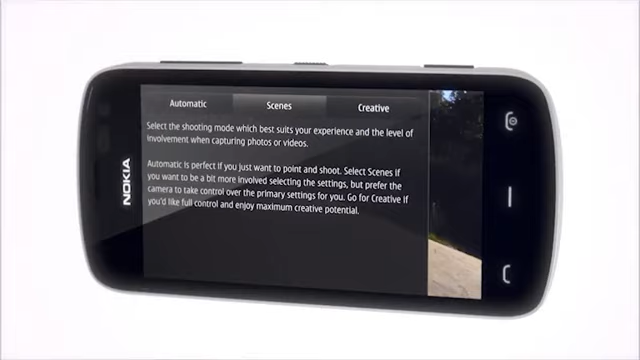 NOKIA
Automatic Scenes Creative
Select the shooting mode which best suits your experience and the level of
involvement when capturing photos or videos.
Automatic is perfect if you just want to point and shoot. Select Scenes if
you want to be a bit more involved selecting the settings, but prefer the
camera to take control over the primary settings for you. Go for Creative if
you'd like full control and enjoy maximum creative potential.